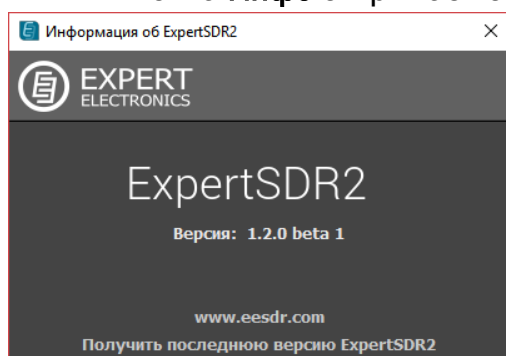 Информация об ExpertSDR2
EXPERT
ELECTRONICS
ExpertSDR2
Версия: 1.2.0 beta 1
www.eesdr.com
Получить последнюю версию ExpertSDR2